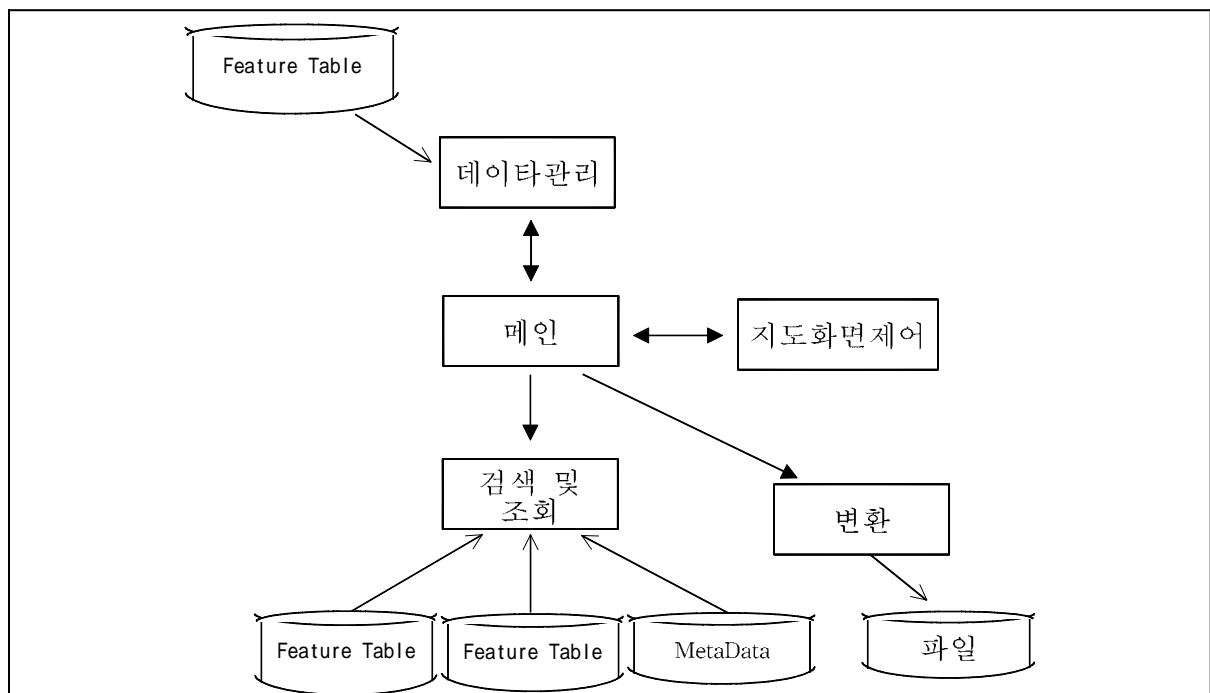 Feature Table
데이타관리
메인
지도화면제어
검색 및
조회
변환
Feature Table
Feature Table
MetaData
파일